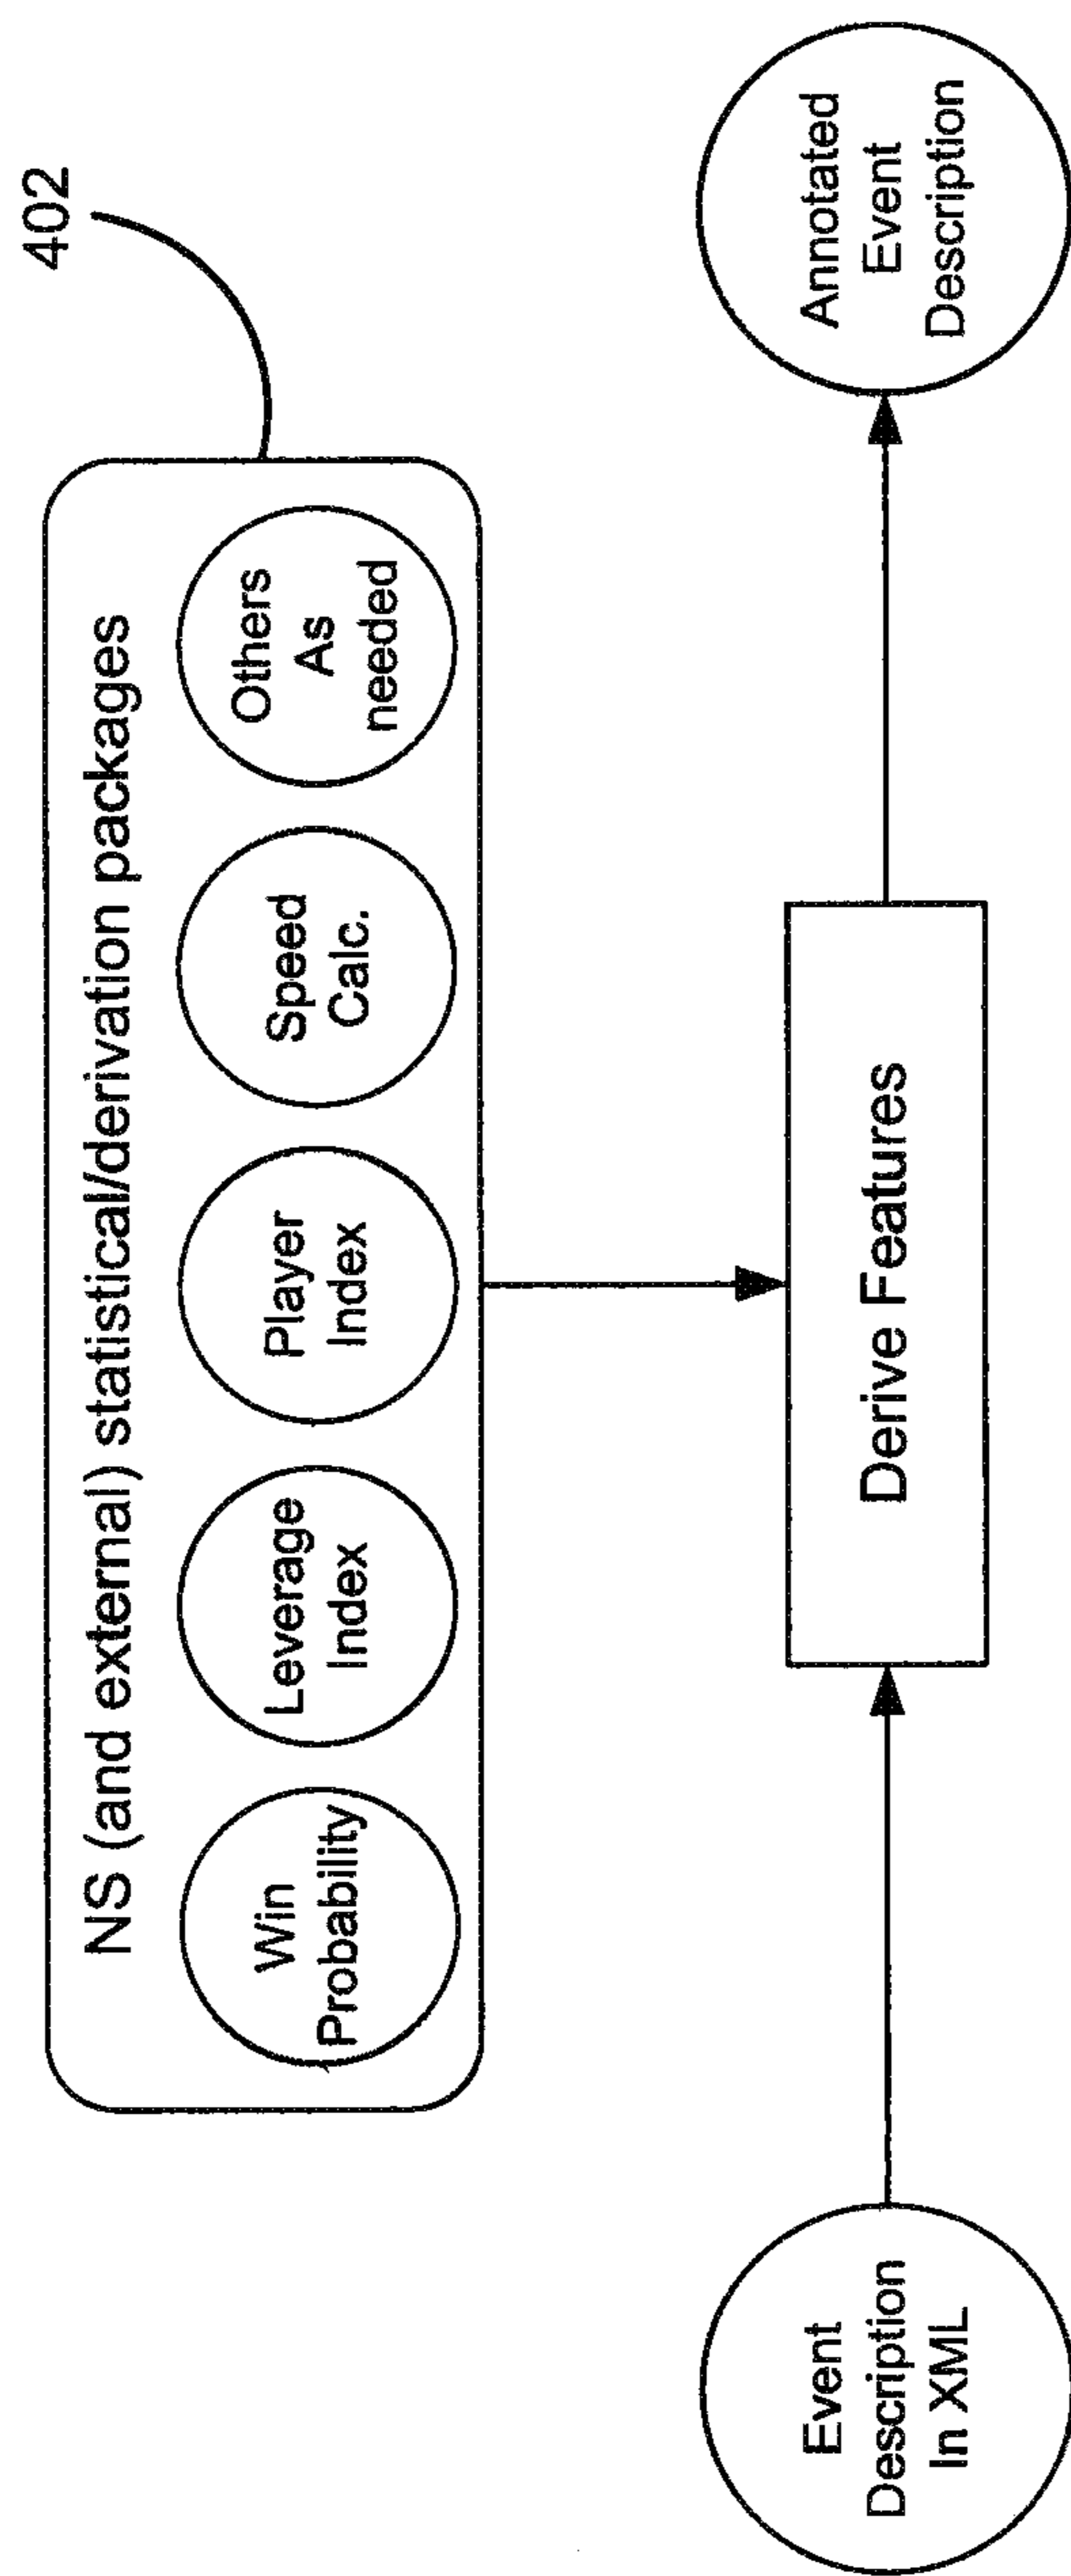 402
NS (and external) statistical/derivation packages
Win
Probability
Leverage
Index
Player
Index
Speed
Calc.
Others
As
needed
Event
Description
In XML
Derive Features
Annotated
Event
Description